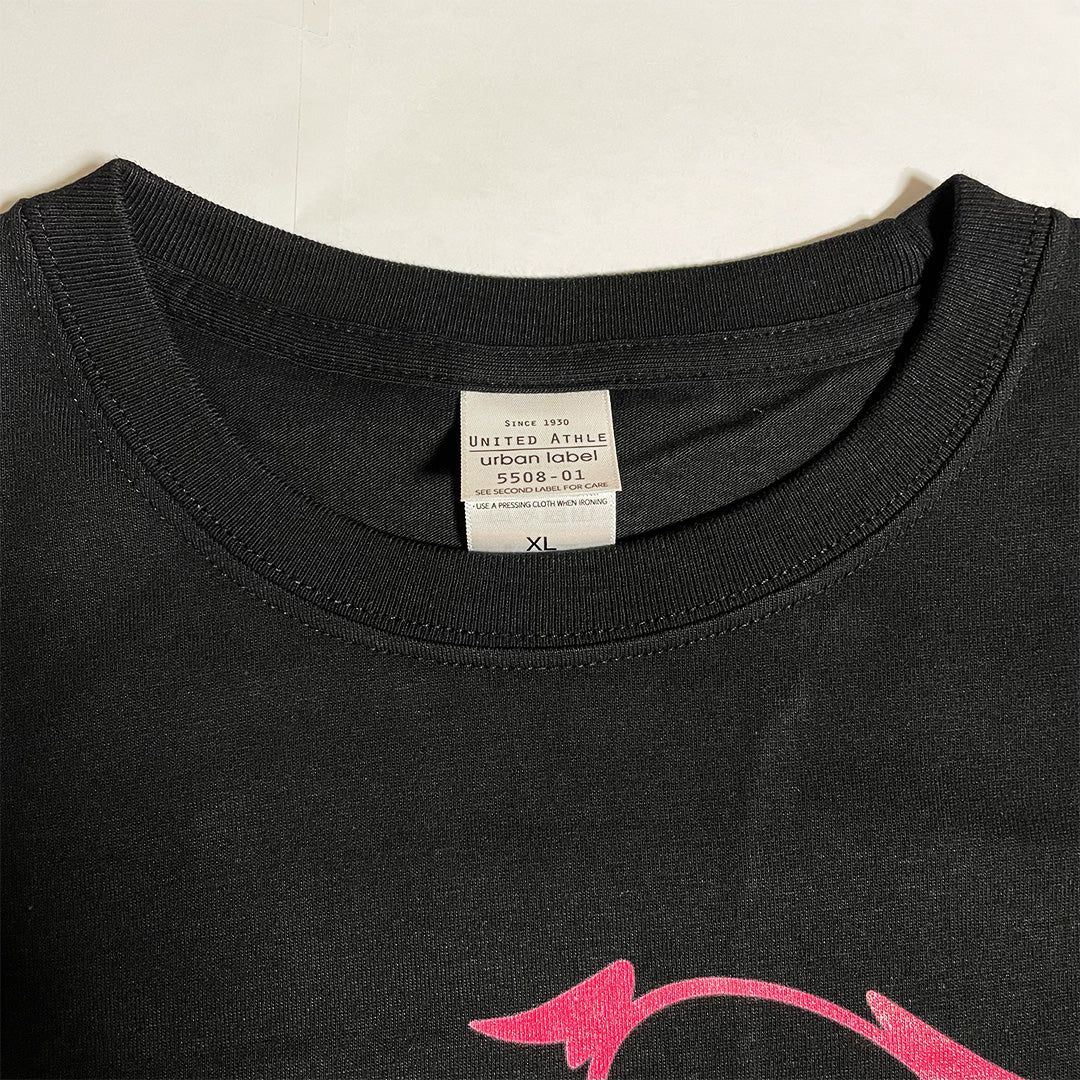 SINCE 1930
UNITED ATHLE
urban label
5508-01
SEE SECOND LABEL FOR CARE
・USE A PRESSING CLOTH WHEN IRONING
XL